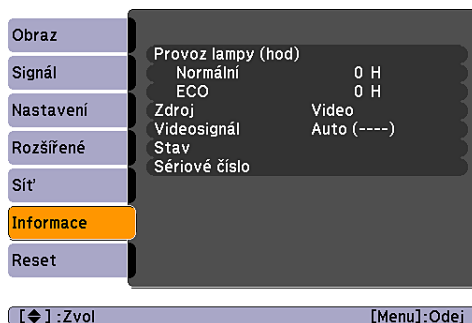 Obraz
Signál
Nastavení
Rozšířené
Síť
Informace
Reset
Provoz lampy (hod)
Normální 0 H
ECO 0 H
Zdroj Video
Videosignál Auto (----)
Stav
Sériové číslo
[◆] :Zvol [Menu]:Odej